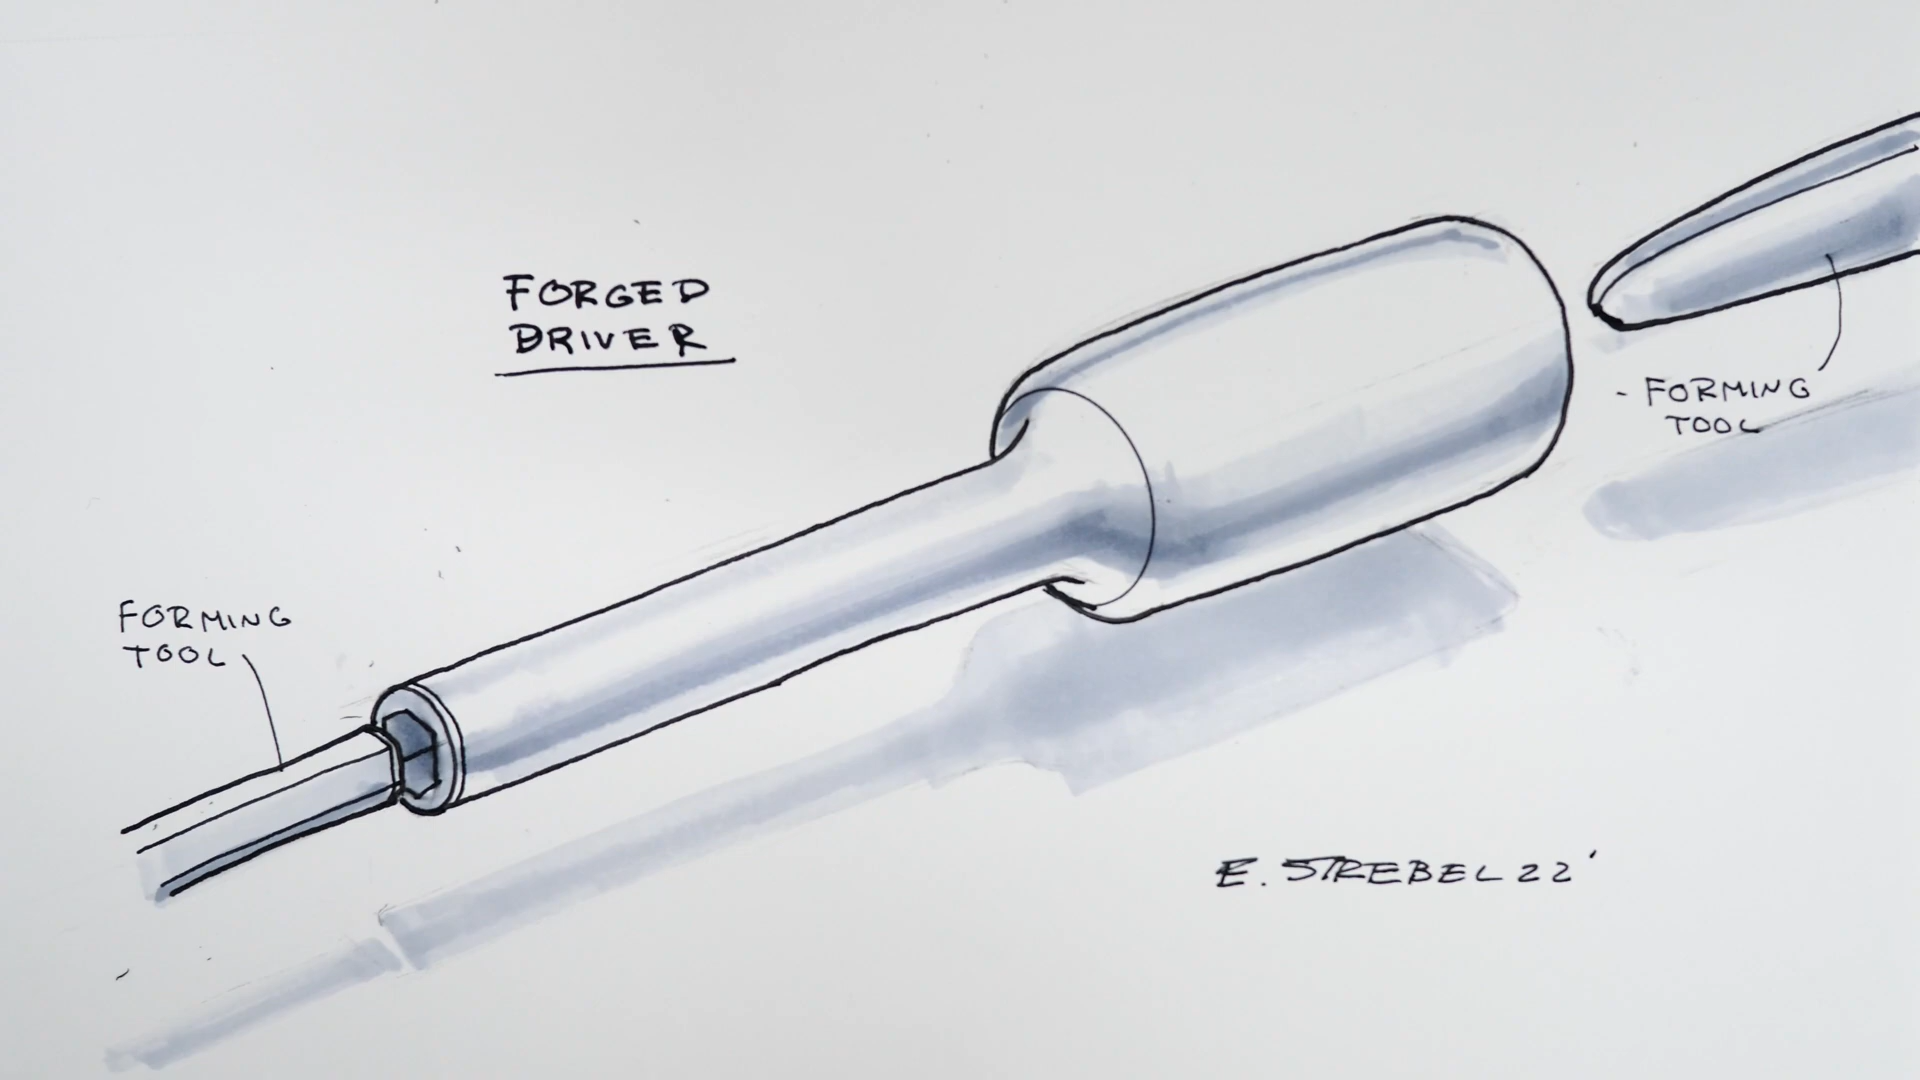 FORGED
DRIVER
- FORMING
TOOL
FORMING
TOOL
E. STREBEL 22'